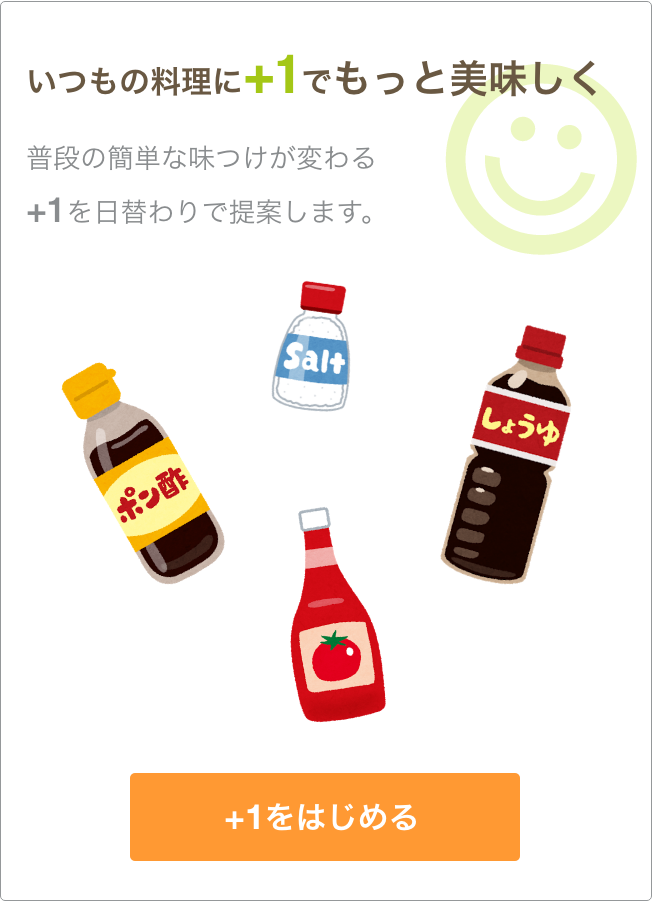 いつもの料理に+1でもっと美味しく
普段の簡単な味つけが変わる
+1を日替わりで提案します。
Salt
しょうゆ
ポン酢
+1をはじめる